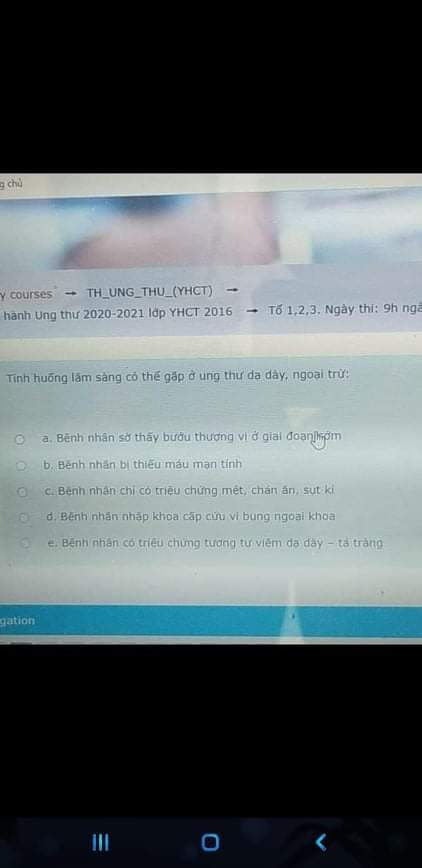 g chủ
y courses → TH_UNG_THU_(YHCT) →
hành Ung thư 2020-2021 lớp YHCT 2016 → Tổ 1,2,3. Ngày thi: 9h ngà
Tình huống lâm sàng có thể gặp ở ung thư dạ dày, ngoại trừ:
a. Bệnh nhân sờ thấy bướu thượng vị ở giai đoạn sớm
b. Bệnh nhân bị thiếu máu mạn tính
c. Bệnh nhân chỉ có triệu chứng mệt, chán ăn, sụt kí
d. Bệnh nhân nhập khoa cấp cứu vì bụng ngoại khoa
e. Bệnh nhân có triệu chứng tương tự viêm dạ dày – tá tràng
gation